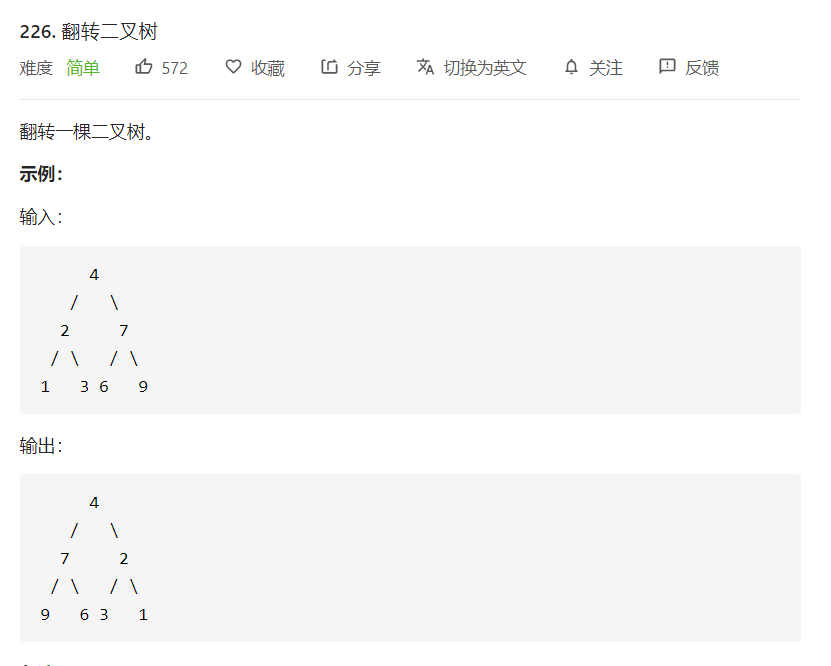 226. 翻转二叉树
难度 简单 572 收藏 分享 切换为英文 关注 反馈
翻转一棵二叉树。
示例：
输入：
     4
   /   \
  2     7
 / \   / \
1   3 6   9
输出：
     4
   /   \
  7     2
 / \   / \
9   6 3   1